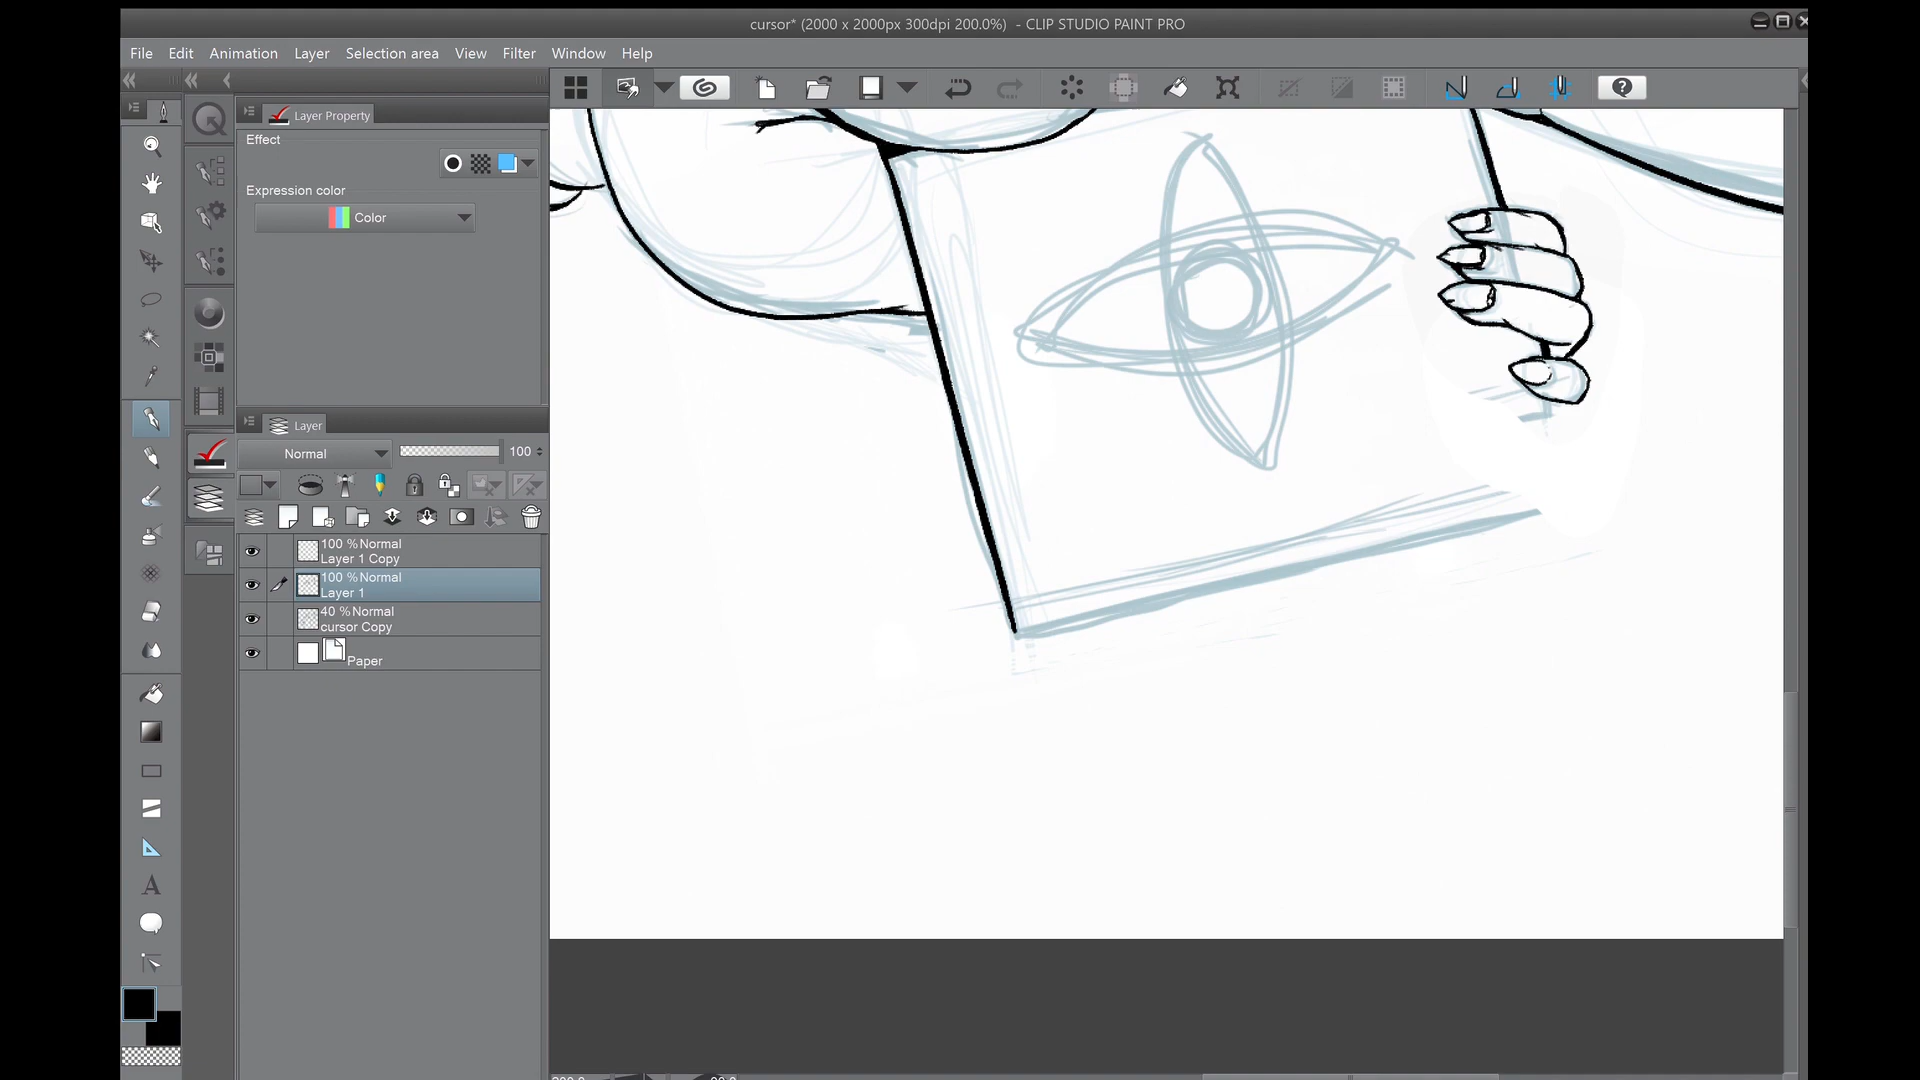 cursor* (2000 x 2000px 300dpi 200.0%) - CLIP STUDIO PAINT PRO
File Edit Animation Layer Selection area View Filter Window Help
Layer Property
Effect
Expression color
Color
Layer
Normal 100
100 %Normal
Layer 1 Copy
100 %Normal
Layer 1
40 %Normal
cursor Copy
Paper